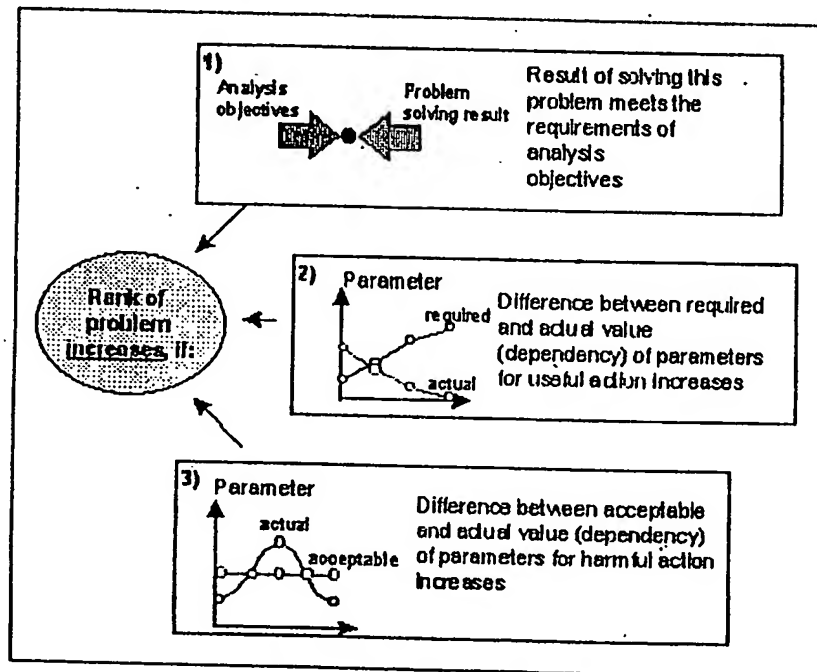 1)
Analysis
objectives
Problem
solving result
Result of solving this
problem meets the
requirements of
analysis
objectives
Rank of
problem
increases, if:
2)
Parameter
required
actual
Difference between required
and actual value
(dependency) of parameters
for useful action increases
3)
Parameter
actual
acceptable
Difference between acceptable
and actual value (dependency)
of parameters for harmful action
increases